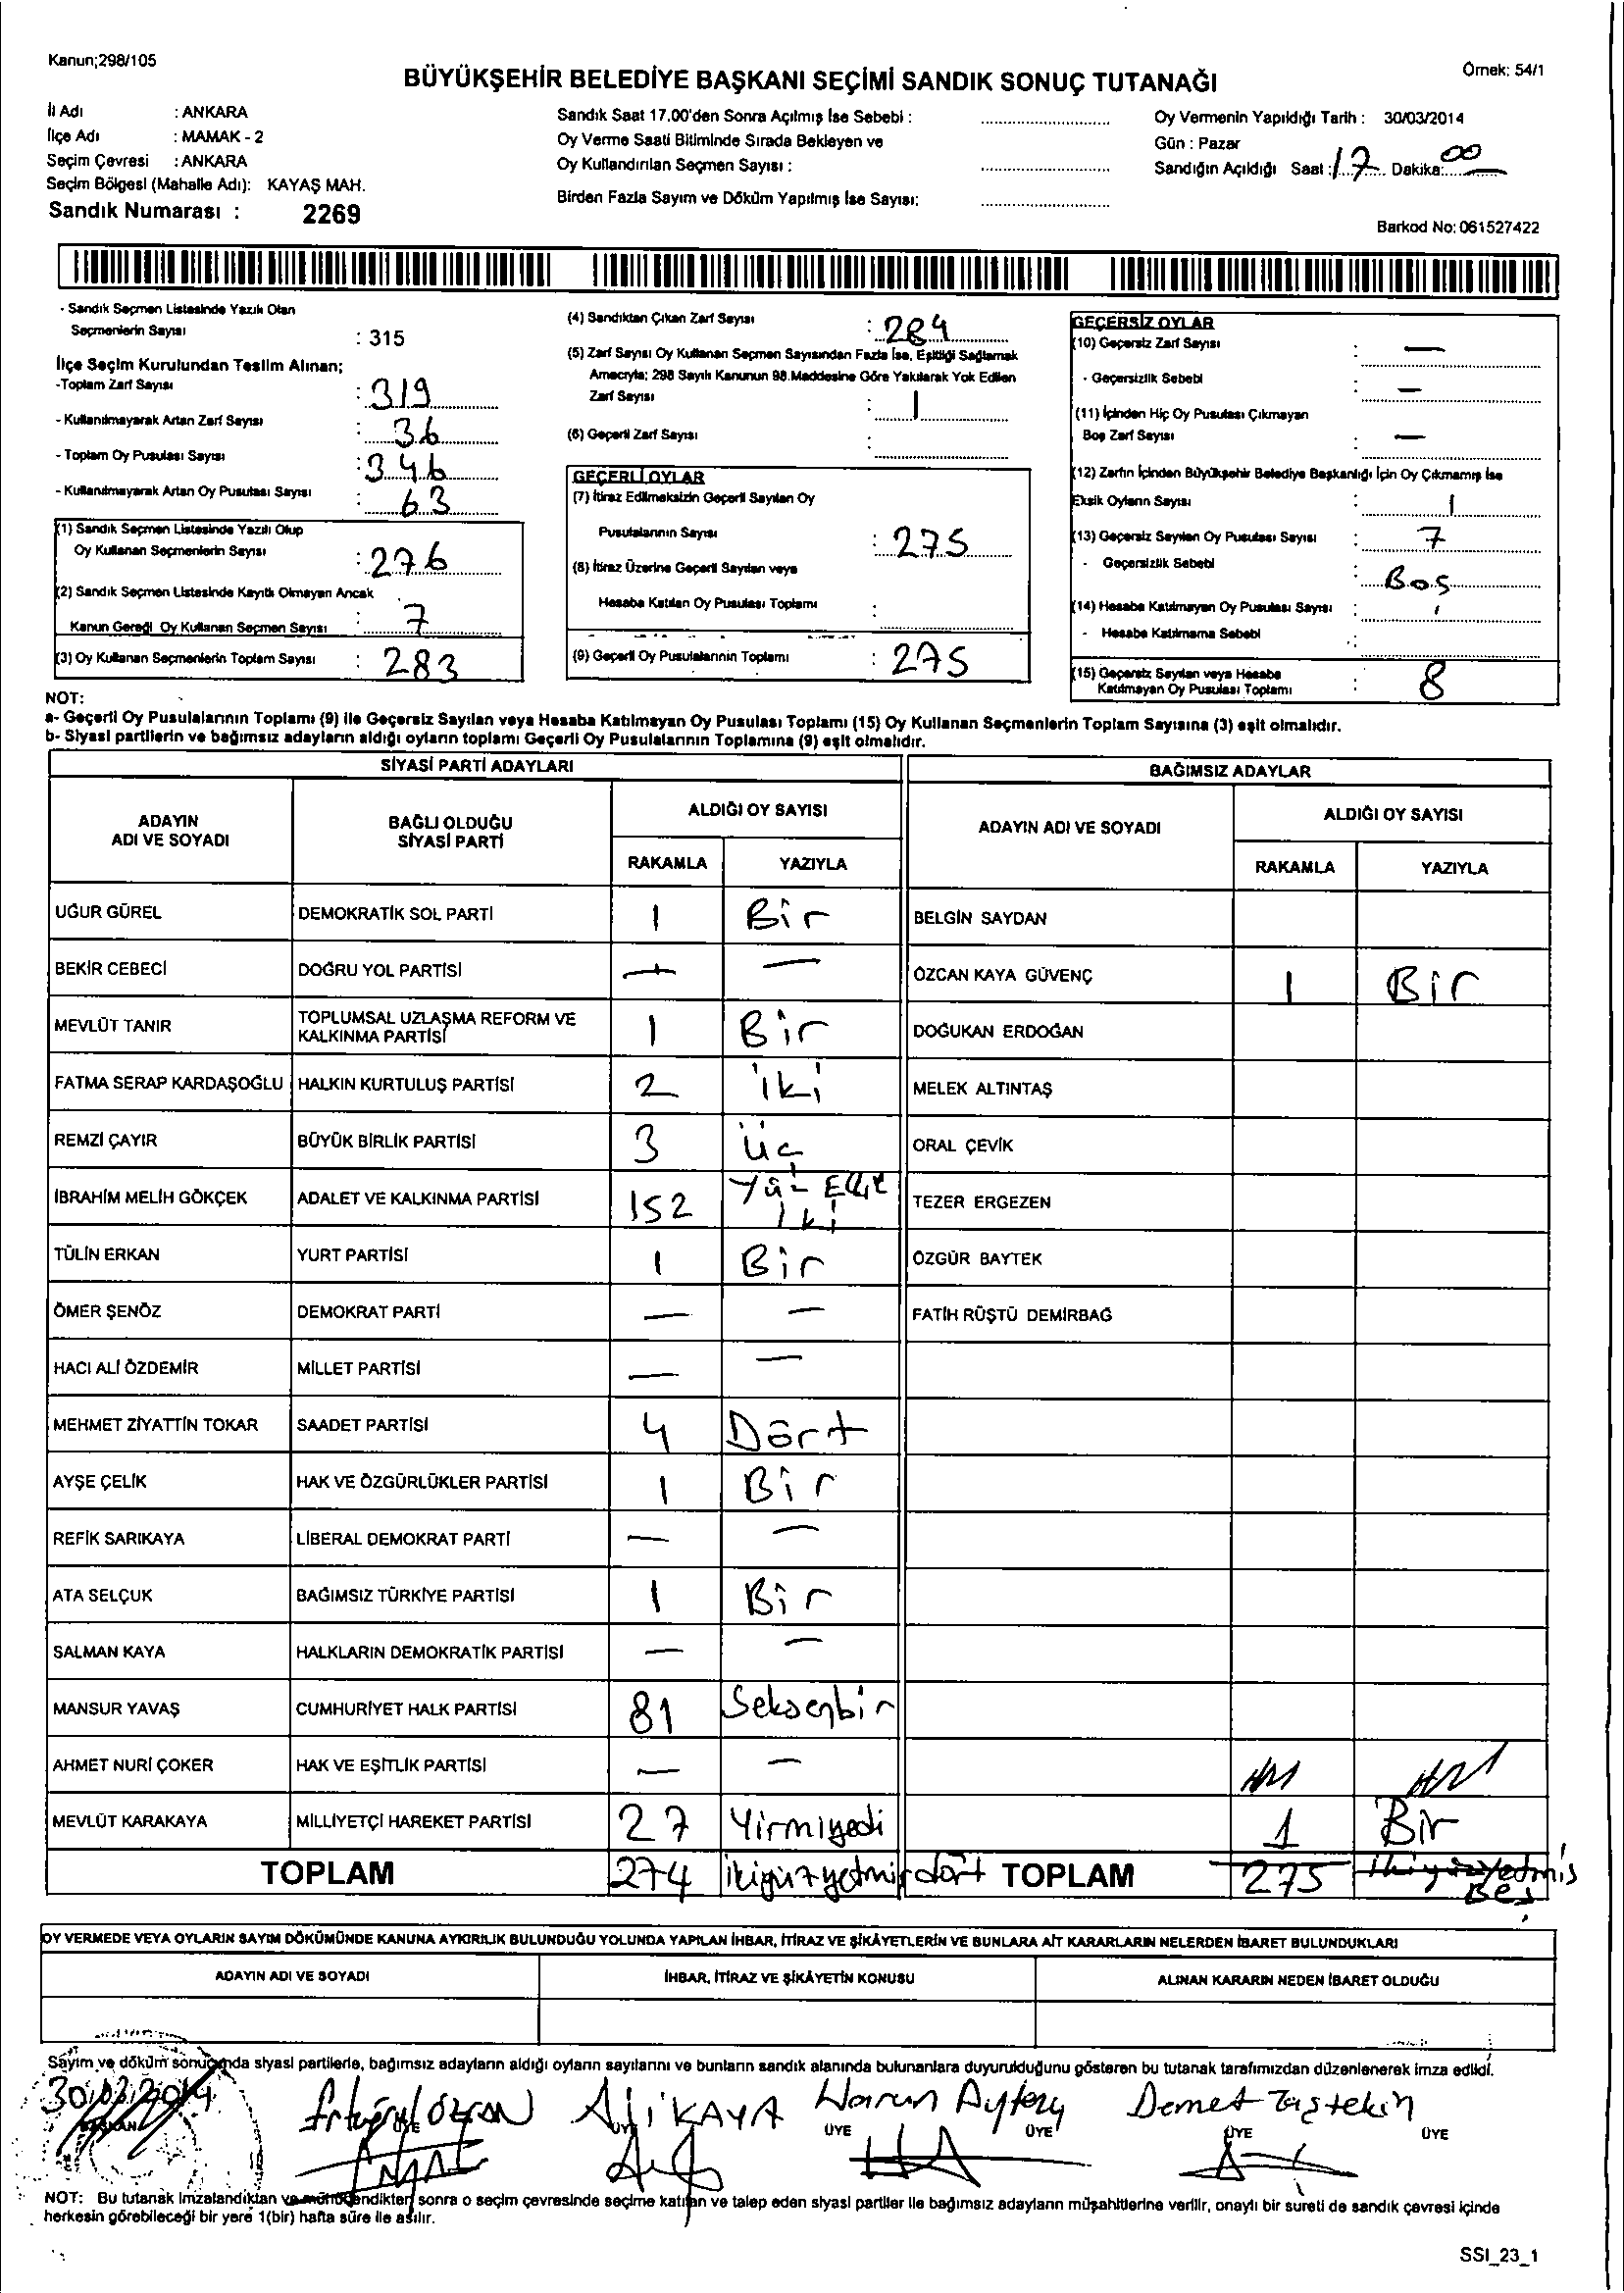 Kanun;298/105
Örnek: 54/1
BÜYÜKŞEHİR BELEDİYE BAŞKANI SEÇİMİ SANDIK SONUÇ TUTANAĞI
İl Adı : ANKARA
İlçe Adı : MAMAK - 2
Seçim Çevresi : ANKARA
Seçim Bölgesi (Mahalle Adı): KAYAŞ MAH.
Sandık Numarası : 2269
Sandık Saat 17.00'den Sonra Açılmış İse Sebebi :
Oy Verme Saati Bitiminde Sırada Bekleyen ve
Oy Kullandırılan Seçmen Sayısı :
Birden Fazla Sayım ve Döküm Yapılmış İse Sayısı:
Oy Vermenin Yapıldığı Tarih : 30/03/2014
Gün : Pazar
Sandığın Açıldığı Saat : 17 Dakika: 00
Barkod No: 061527422
- Sandık Seçmen Listesinde Yazılı Olan
Seçmenlerin Sayısı : 315
İlçe Seçim Kurulundan Teslim Alınan;
-Toplam Zarf Sayısı : 319
- Kullanılmayarak Artan Zarf Sayısı : 36
- Toplam Oy Pusulası Sayısı : 346
- Kullanılmayarak Artan Oy Pusulası Sayısı : 63
(1) Sandık Seçmen Listesinde Yazılı Olup
Oy Kullanan Seçmenlerin Sayısı : 276
(2) Sandık Seçmen Listesinde Kayıtlı Olmayan Ancak
Kanun Gereği Oy Kullanan Seçmen Sayısı : 7
(3) Oy Kullanan Seçmenlerin Toplam Sayısı : 283
(4) Sandıktan Çıkan Zarf Sayısı : 284
(5) Zarf Sayısı Oy Kullanan Seçmen Sayısından Fazla İse, Eşitliği Sağlamak
Amacıyla; 298 Sayılı Kanunun 98.Maddesine Göre Yakılarak Yok Edilen
Zarf Sayısı : 1
(6) Geçerli Zarf Sayısı :
GEÇERLİ OYLAR
(7) İtiraz Edilmeksizin Geçerli Sayılan Oy
Pusulalarının Sayısı : 275
(8) İtiraz Üzerine Geçerli Sayılan veya
Hesaba Katılan Oy Pusulası Toplamı :
(9) Geçerli Oy Pusulalarının Toplamı : 275
GEÇERSİZ OYLAR
(10) Geçersiz Zarf Sayısı : —
- Geçersizlik Sebebi : —
(11) İçinden Hiç Oy Pusulası Çıkmayan
Boş Zarf Sayısı : —
(12) Zarfın İçinden Büyükşehir Belediye Başkanlığı İçin Oy Çıkmamış İse
Eksik Oyların Sayısı : 1
(13) Geçersiz Sayılan Oy Pusulası Sayısı : 7
- Geçersizlik Sebebi : Boş
(14) Hesaba Katılmayan Oy Pusulası Sayısı :
- Hesaba Katılmama Sebebi :
(15) Geçersiz Sayılan veya Hesaba
Katılmayan Oy Pusulası Toplamı : 8
NOT:
a- Geçerli Oy Pusulalarının Toplamı (9) ile Geçersiz Sayılan veya Hesaba Katılmayan Oy Pusulası Toplamı (15) Oy Kullanan Seçmenlerin Toplam Sayısına (3) eşit olmalıdır.
b- Siyasi partilerin ve bağımsız adayların aldığı oyların toplamı Geçerli Oy Pusulalarının Toplamına (9) eşit olmalıdır.
SİYASİ PARTİ ADAYLARI
BAĞIMSIZ ADAYLAR
ADAYIN ADI VE SOYADI
BAĞLI OLDUĞU SİYASİ PARTİ
ALDIĞI OY SAYISI
RAKAMLA YAZIYLA
ADAYIN ADI VE SOYADI
ALDIĞI OY SAYISI
RAKAMLA YAZIYLA
UĞUR GÜREL DEMOKRATİK SOL PARTİ 1 Bir BELGİN SAYDAN
BEKİR CEBECİ DOĞRU YOL PARTİSİ — — ÖZCAN KAYA GÜVENÇ 1 Bir
MEVLÜT TANIR TOPLUMSAL UZLAŞMA REFORM VE KALKINMA PARTİSİ 1 Bir DOĞUKAN ERDOĞAN
FATMA SERAP KARDAŞOĞLU HALKIN KURTULUŞ PARTİSİ 2 iki MELEK ALTINTAŞ
REMZİ ÇAYIR BÜYÜK BİRLİK PARTİSİ 3 üç ORAL ÇEVİK
İBRAHİM MELİH GÖKÇEK ADALET VE KALKINMA PARTİSİ 152 Yüz Elli iki TEZER ERGEZEN
TÜLİN ERKAN YURT PARTİSİ 1 Bir ÖZGÜR BAYTEK
ÖMER ŞENÖZ DEMOKRAT PARTİ — — FATİH RÜŞTÜ DEMİRBAĞ
HACI ALİ ÖZDEMİR MİLLET PARTİSİ — —
MEHMET ZİYATTİN TOKAR SAADET PARTİSİ 4 Dört
AYŞE ÇELİK HAK VE ÖZGÜRLÜKLER PARTİSİ 1 Bir
REFİK SARIKAYA LİBERAL DEMOKRAT PARTİ — —
ATA SELÇUK BAĞIMSIZ TÜRKİYE PARTİSİ 1 Bir
SALMAN KAYA HALKLARIN DEMOKRATİK PARTİSİ — —
MANSUR YAVAŞ CUMHURİYET HALK PARTİSİ 81 Seksenbir
AHMET NURİ ÇOKER HAK VE EŞİTLİK PARTİSİ — —
MEVLÜT KARAKAYA MİLLİYETÇİ HAREKET PARTİSİ 27 Yirmiyedi 1 Bir
TOPLAM 274 ikiyüzyetmişdört TOPLAM 275 ikiyüzyetmiş Beş
OY VERMEDE VEYA OYLARIN SAYIM DÖKÜMÜNDE KANUNA AYKIRILIK BULUNDUĞU YOLUNDA YAPILAN İHBAR, İTİRAZ VE ŞİKÂYETLERİN VE BUNLARA AİT KARARLARIN NELERDEN İBARET BULUNDUKLARI
ADAYIN ADI VE SOYADI İHBAR, İTİRAZ VE ŞİKÂYETİN KONUSU ALINAN KARARIN NEDEN İBARET OLDUĞU
Sayım ve döküm sonucunda siyasi partilerle, bağımsız adayların aldığı oyların sayılarını ve bunların sandık alanında bulunanlara duyurulduğunu gösteren bu tutanak tarafımızdan düzenlenerek imza edildi.
30/03/2014 Ertuğrul ÖZCAN Ali KAYA Harun Aytaç Demet Taştekin
BAŞKAN ÜYE ÜYE ÜYE ÜYE ÜYE ÜYE
NOT: Bu tutanak imzalandıktan ve mühürlendikten sonra o seçim çevresinde seçime katılan ve talep eden siyasi partiler ile bağımsız adayların müşahitlerine verilir, onaylı bir sureti de sandık çevresi içinde
herkesin görebileceği bir yere 1(bir) hafta süre ile asılır.
SSI_23_1